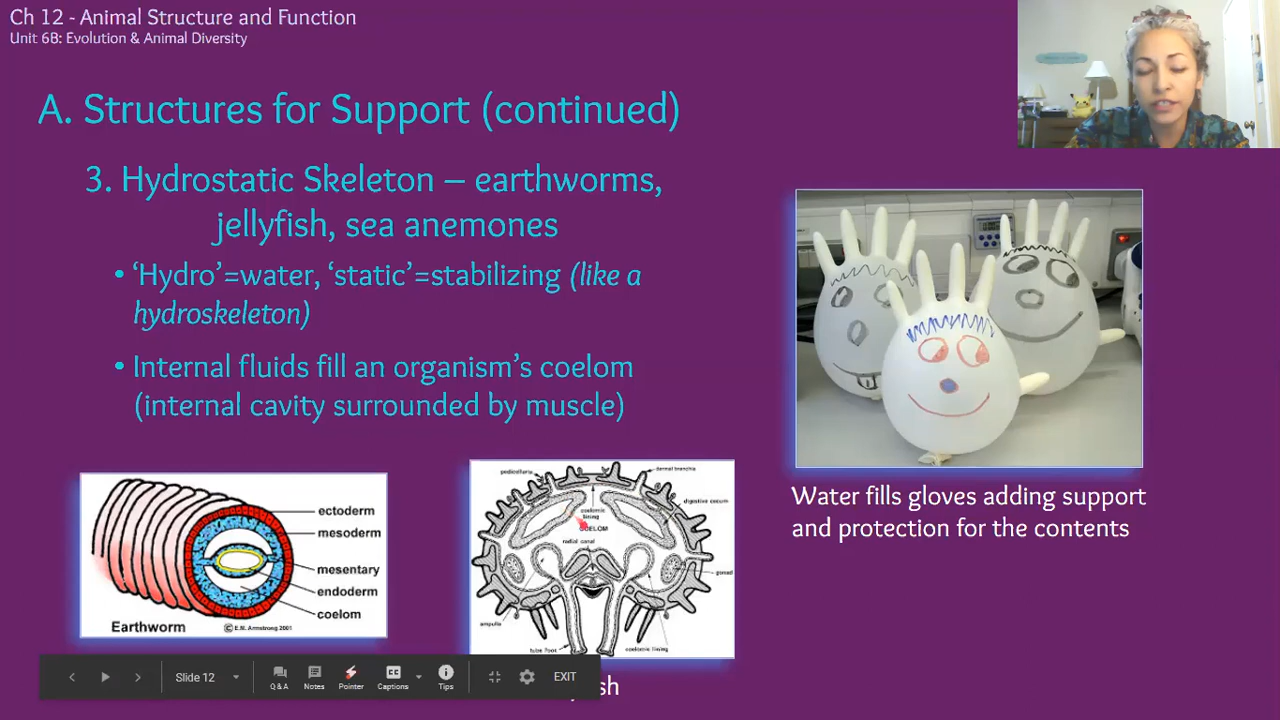 Ch 12 - Animal Structure and Function
Unit 6B: Evolution & Animal Diversity
A. Structures for Support (continued)
3. Hydrostatic Skeleton – earthworms,
jellyfish, sea anemones
• ‘Hydro’=water, ‘static’=stabilizing (like a
hydroskeleton)
• Internal fluids fill an organism’s coelom
(internal cavity surrounded by muscle)
Water fills gloves adding support
and protection for the contents
ectoderm
mesoderm
mesentary
endoderm
coelom
Earthworm
© E.M. Armstrong 2001
pedicellaria
dermal branchia
digestive cecum
coelomic
lining
COELOM
radial canal
gonad
ampulla
tube foot
coelomic lining
Slide 12
Q&A
Notes
Pointer
Captions
Tips
EXIT